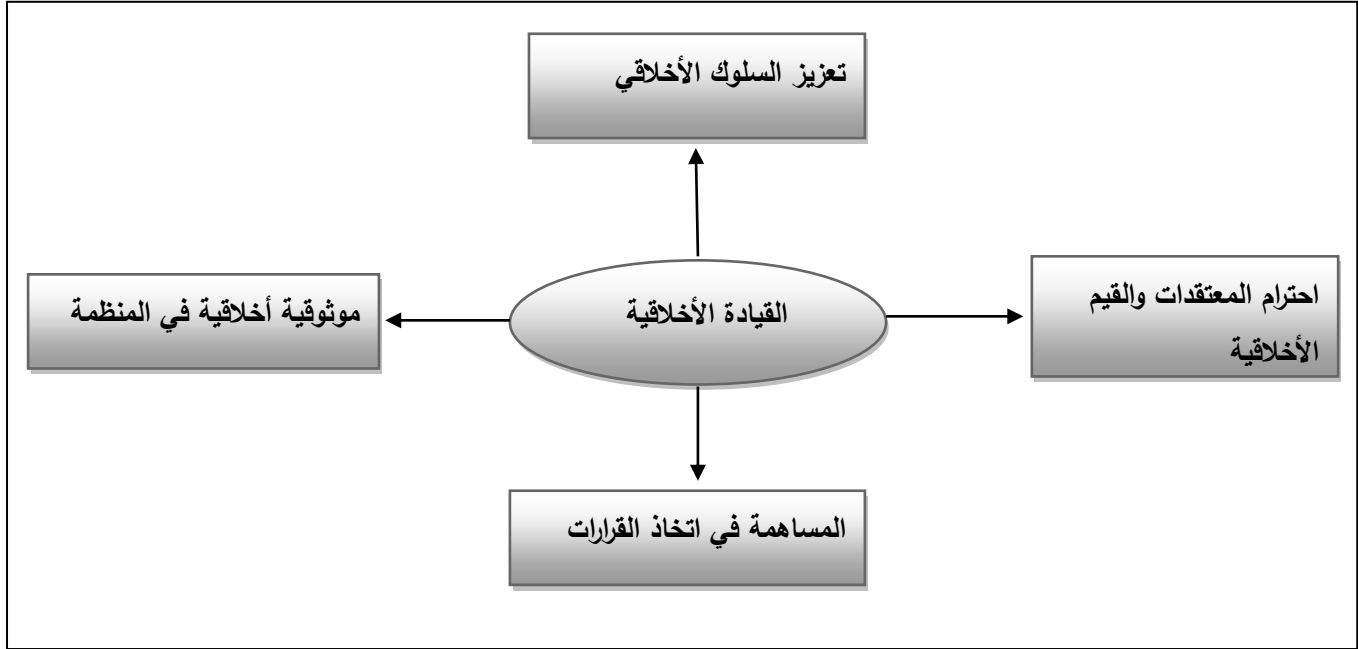 تعزيز السلوك الأخلاقي
احترام المعتقدات والقيم
الأخلاقية
القيادة الأخلاقية
موثوقية أخلاقية في المنظمة
المساهمة في اتخاذ القرارات